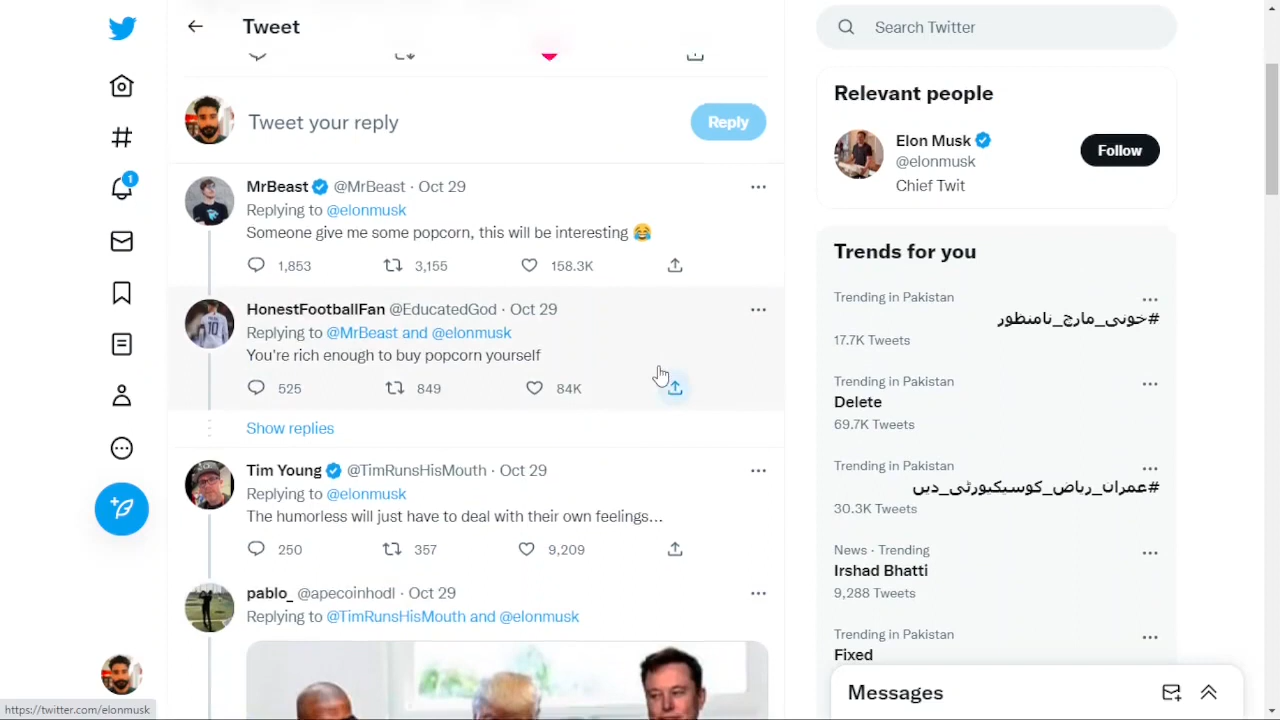 Tweet
Tweet your reply
Reply
MrBeast @MrBeast · Oct 29
Replying to @elonmusk
Someone give me some popcorn, this will be interesting 😂
1,853 3,155 158.3K
HonestFootballFan @EducatedGod · Oct 29
Replying to @MrBeast and @elonmusk
You're rich enough to buy popcorn yourself
525 849 84K
Show replies
Tim Young @TimRunsHisMouth · Oct 29
Replying to @elonmusk
The humorless will just have to deal with their own feelings...
250 357 9,209
pablo_ @apecoinhodl · Oct 29
Replying to @TimRunsHisMouth and @elonmusk
Search Twitter
Relevant people
Elon Musk
@elonmusk
Follow
Chief Twit
Trends for you
Trending in Pakistan
#خونی_مارچ_نامنظور
17.7K Tweets
Trending in Pakistan
Delete
69.7K Tweets
Trending in Pakistan
#عمران_ریاض_کوسیکیورٹی_دیں
30.3K Tweets
News · Trending
Irshad Bhatti
9,288 Tweets
Trending in Pakistan
Fixed
Messages
1
10
https://twitter.com/elonmusk